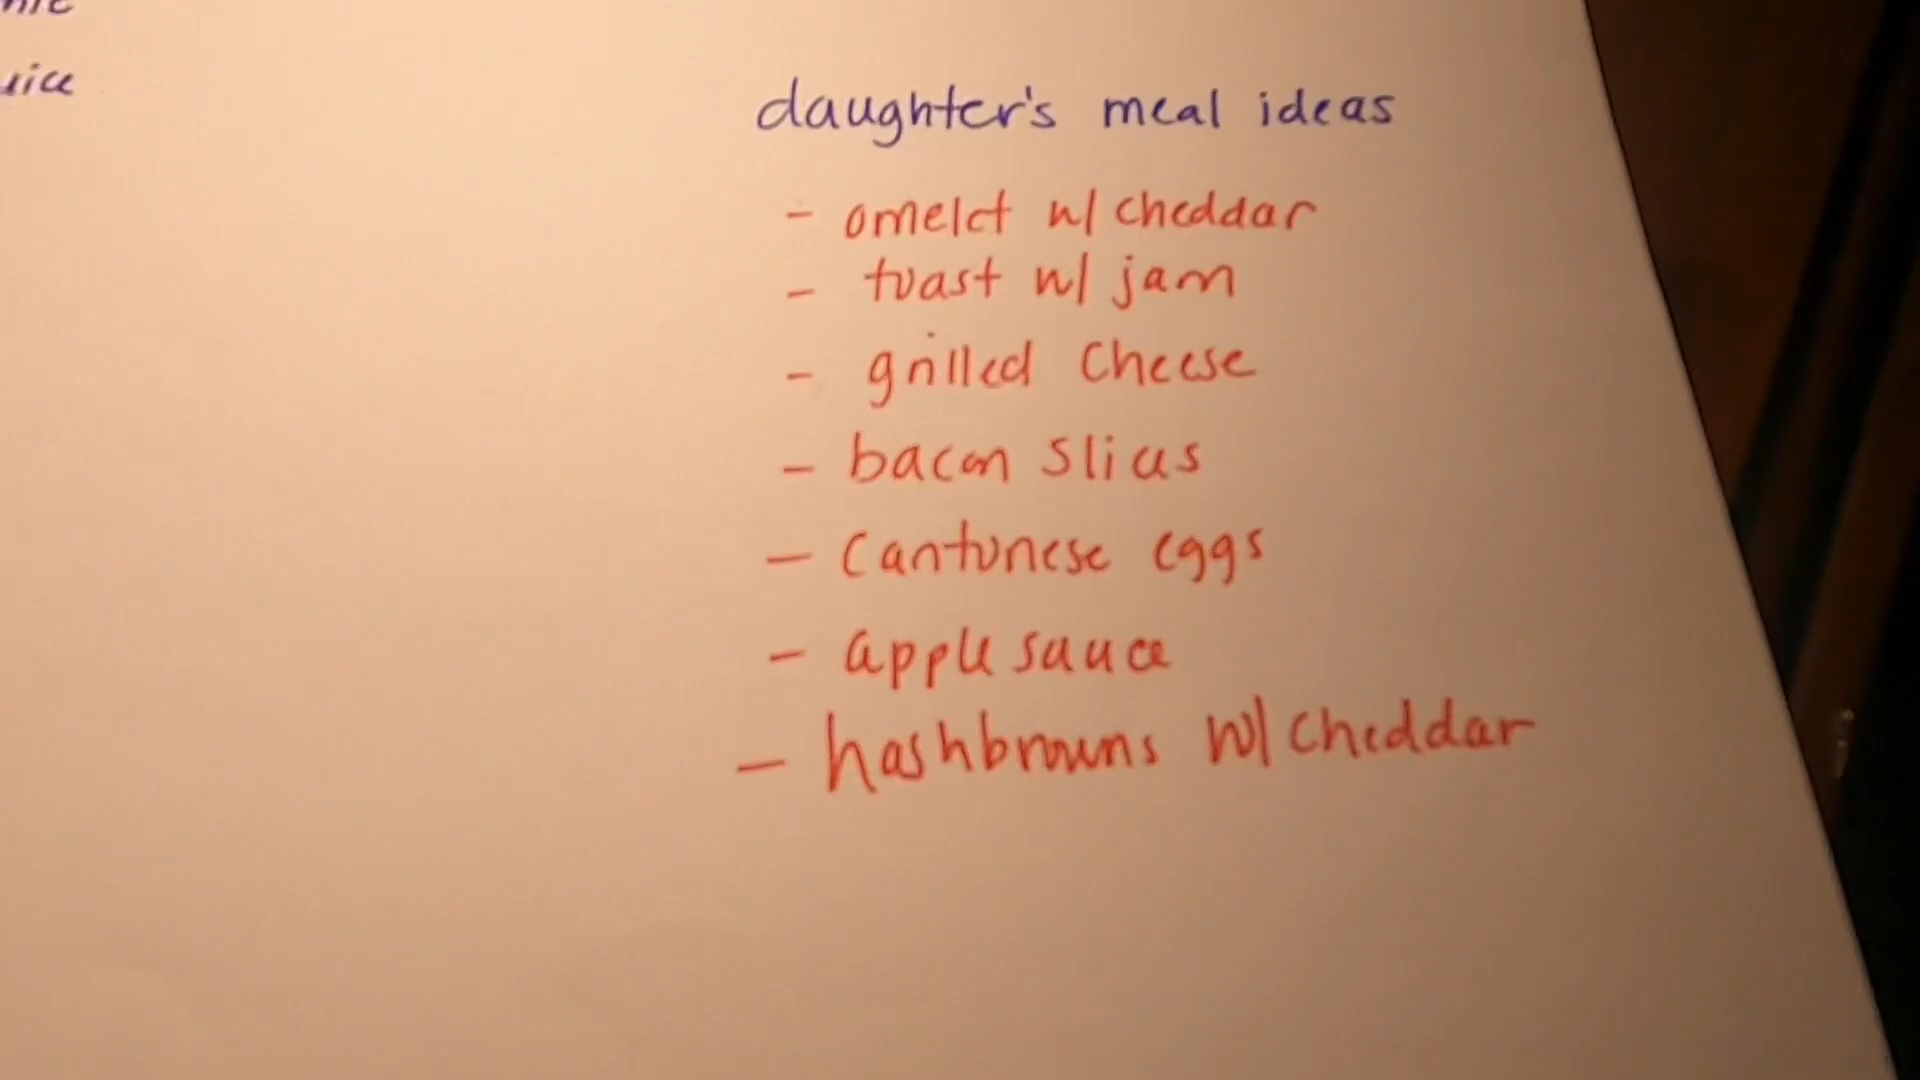 daughter's meal ideas
- omelet w/ cheddar
- toast w/ jam
- grilled cheese
- bacon slices
- Cantonese eggs
- applesauce
- hashbrowns w/ cheddar